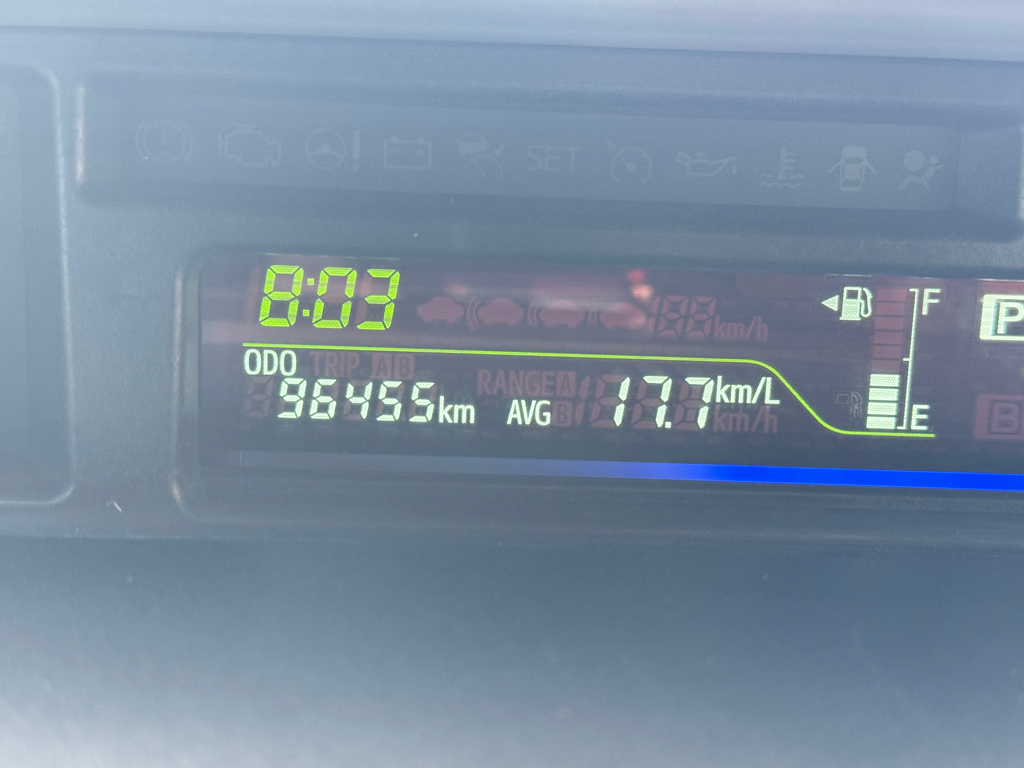 SET
8:03
km/h
F
P
ODO TRIP A B
RANGE A
96455km AVG 17.7km/L
B km/h
E
B